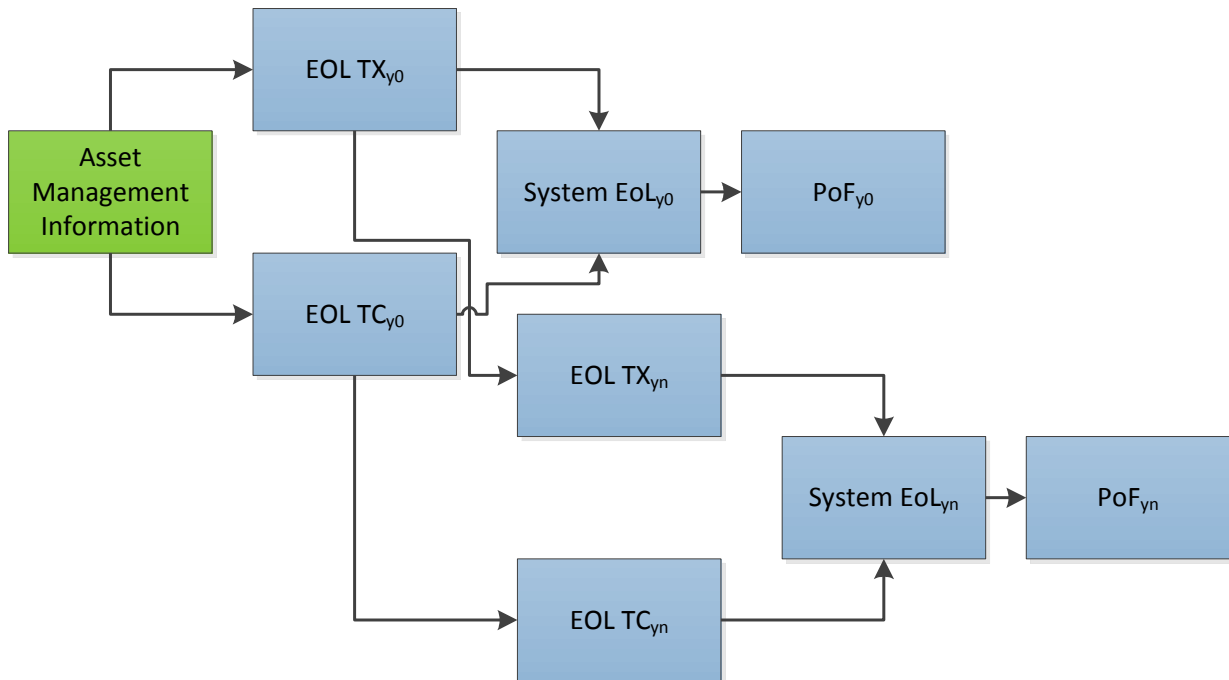 EOL TXy0
Asset
Management
Information
System EoLy0
PoFy0
EOL TCy0
EOL TXyn
System EoLyn
PoFyn
EOL TCyn